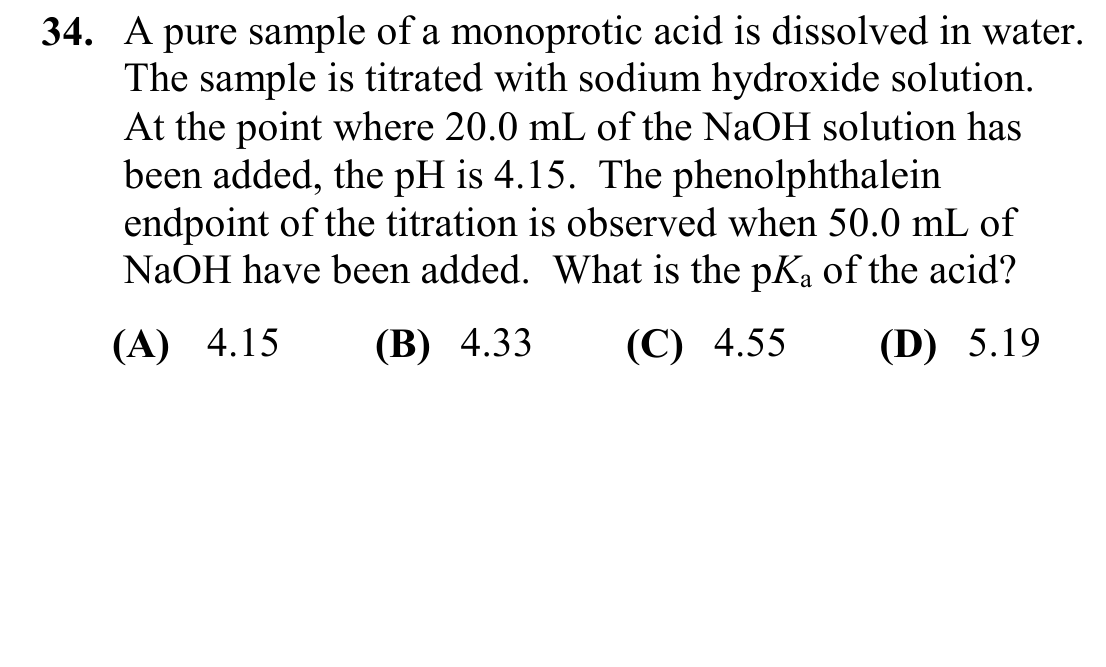 34. A pure sample of a monoprotic acid is dissolved in water.
The sample is titrated with sodium hydroxide solution.
At the point where 20.0 mL of the NaOH solution has
been added, the pH is 4.15. The phenolphthalein
endpoint of the titration is observed when 50.0 mL of
NaOH have been added. What is the pKₐ of the acid?
(A) 4.15 (B) 4.33 (C) 4.55 (D) 5.19